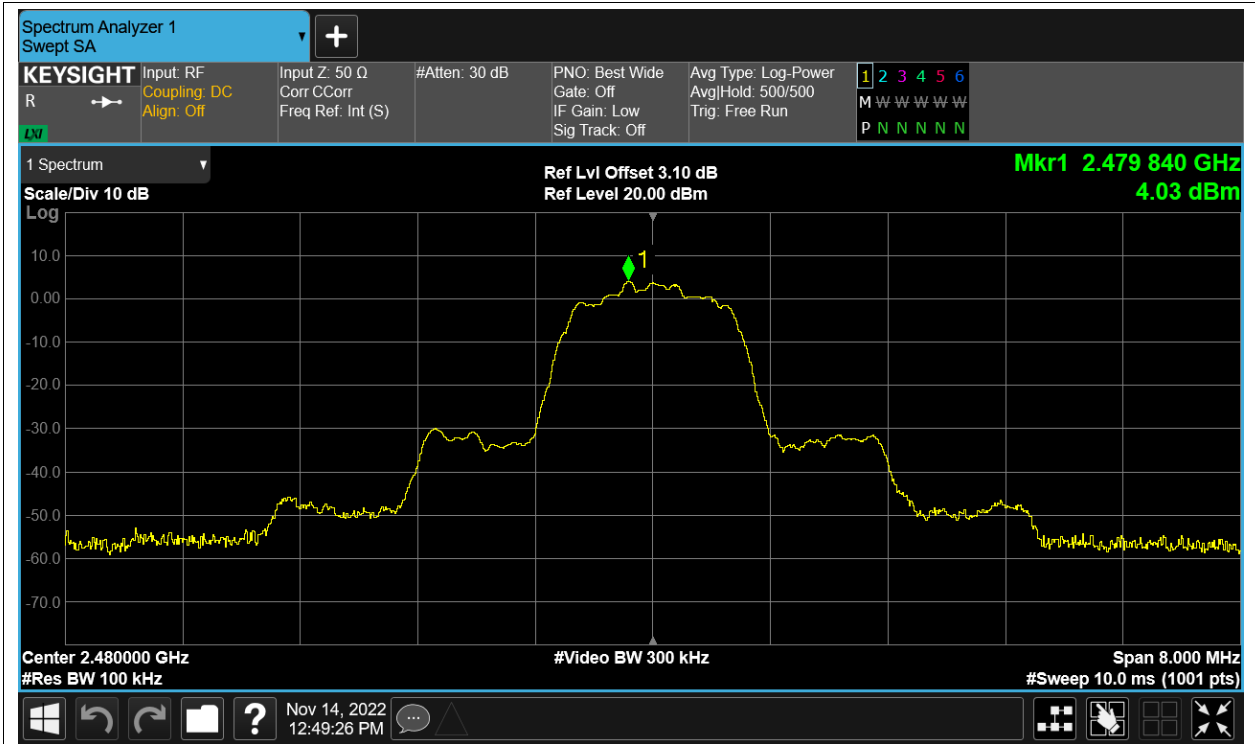 Spectrum Analyzer 1
Swept SA
KEYSIGHT
R
LXI
Input: RF
Coupling: DC
Align: Off
Input Z: 50 Ω
Corr CCorr
Freq Ref: Int (S)
#Atten: 30 dB
PNO: Best Wide
Gate: Off
IF Gain: Low
Sig Track: Off
Avg Type: Log-Power
Avg|Hold: 500/500
Trig: Free Run
1 2 3 4 5 6
M W W W W W
P N N N N N
1 Spectrum
Scale/Div 10 dB
Log
Ref Lvl Offset 3.10 dB
Ref Level 20.00 dBm
Mkr1 2.479 840 GHz
4.03 dBm
1
10.0
0.00
-10.0
-20.0
-30.0
-40.0
-50.0
-60.0
-70.0
Center 2.480000 GHz
#Video BW 300 kHz
Span 8.000 MHz
#Res BW 100 kHz
#Sweep 10.0 ms (1001 pts)
?
Nov 14, 2022
12:49:26 PM